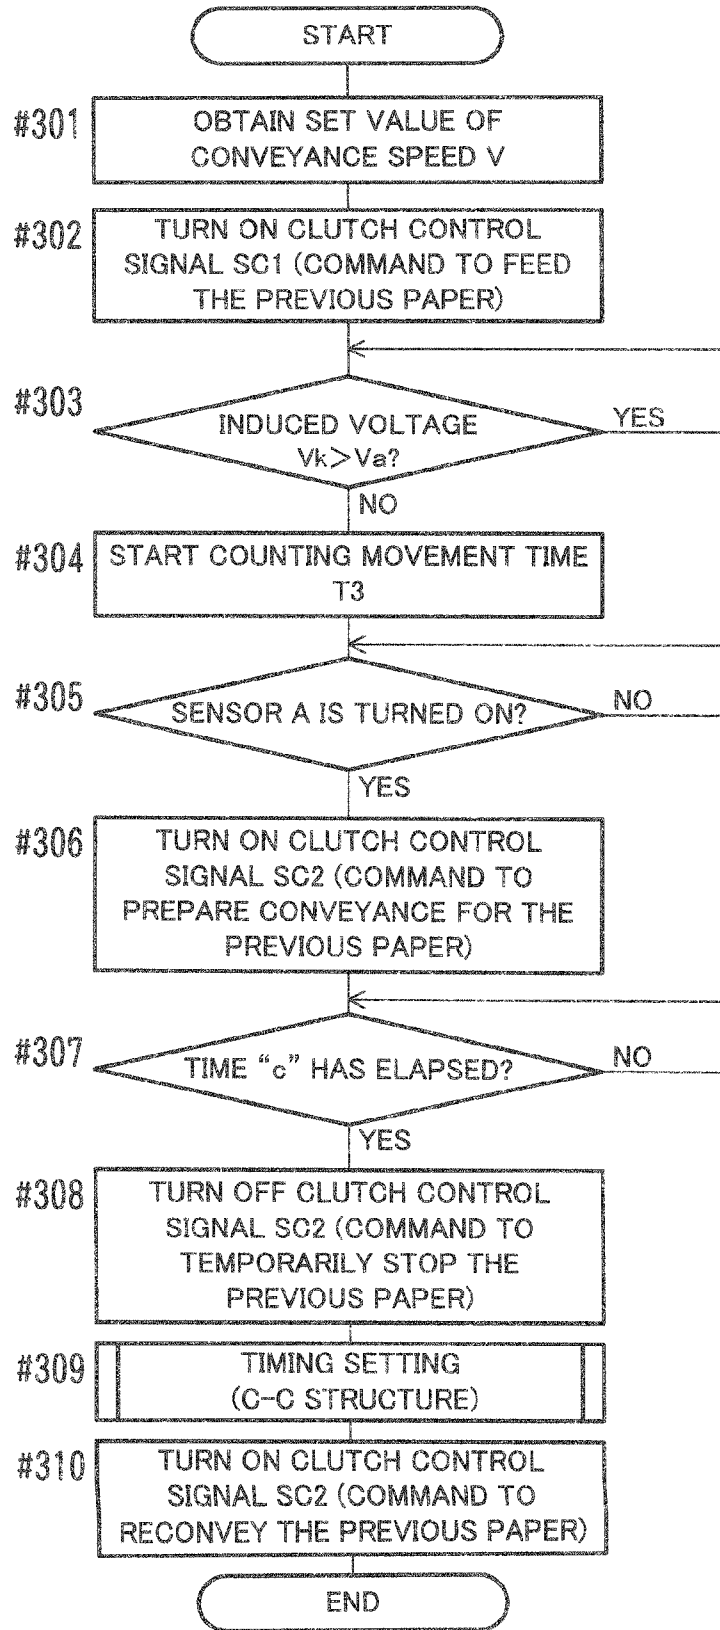 START
#301
OBTAIN SET VALUE OF
CONVEYANCE SPEED V
#302
TURN ON CLUTCH CONTROL
SIGNAL SC1 (COMMAND TO FEED
THE PREVIOUS PAPER)
#303
INDUCED VOLTAGE
Vk>Va?
YES
NO
#304
START COUNTING MOVEMENT TIME
T3
#305
SENSOR A IS TURNED ON?
NO
YES
#306
TURN ON CLUTCH CONTROL
SIGNAL SC2 (COMMAND TO
PREPARE CONVEYANCE FOR THE
PREVIOUS PAPER)
#307
TIME “c” HAS ELAPSED?
NO
YES
#308
TURN OFF CLUTCH CONTROL
SIGNAL SC2 (COMMAND TO
TEMPORARILY STOP THE
PREVIOUS PAPER)
#309
TIMING SETTING
(C-C STRUCTURE)
#310
TURN ON CLUTCH CONTROL
SIGNAL SC2 (COMMAND TO
RECONVEY THE PREVIOUS PAPER)
END